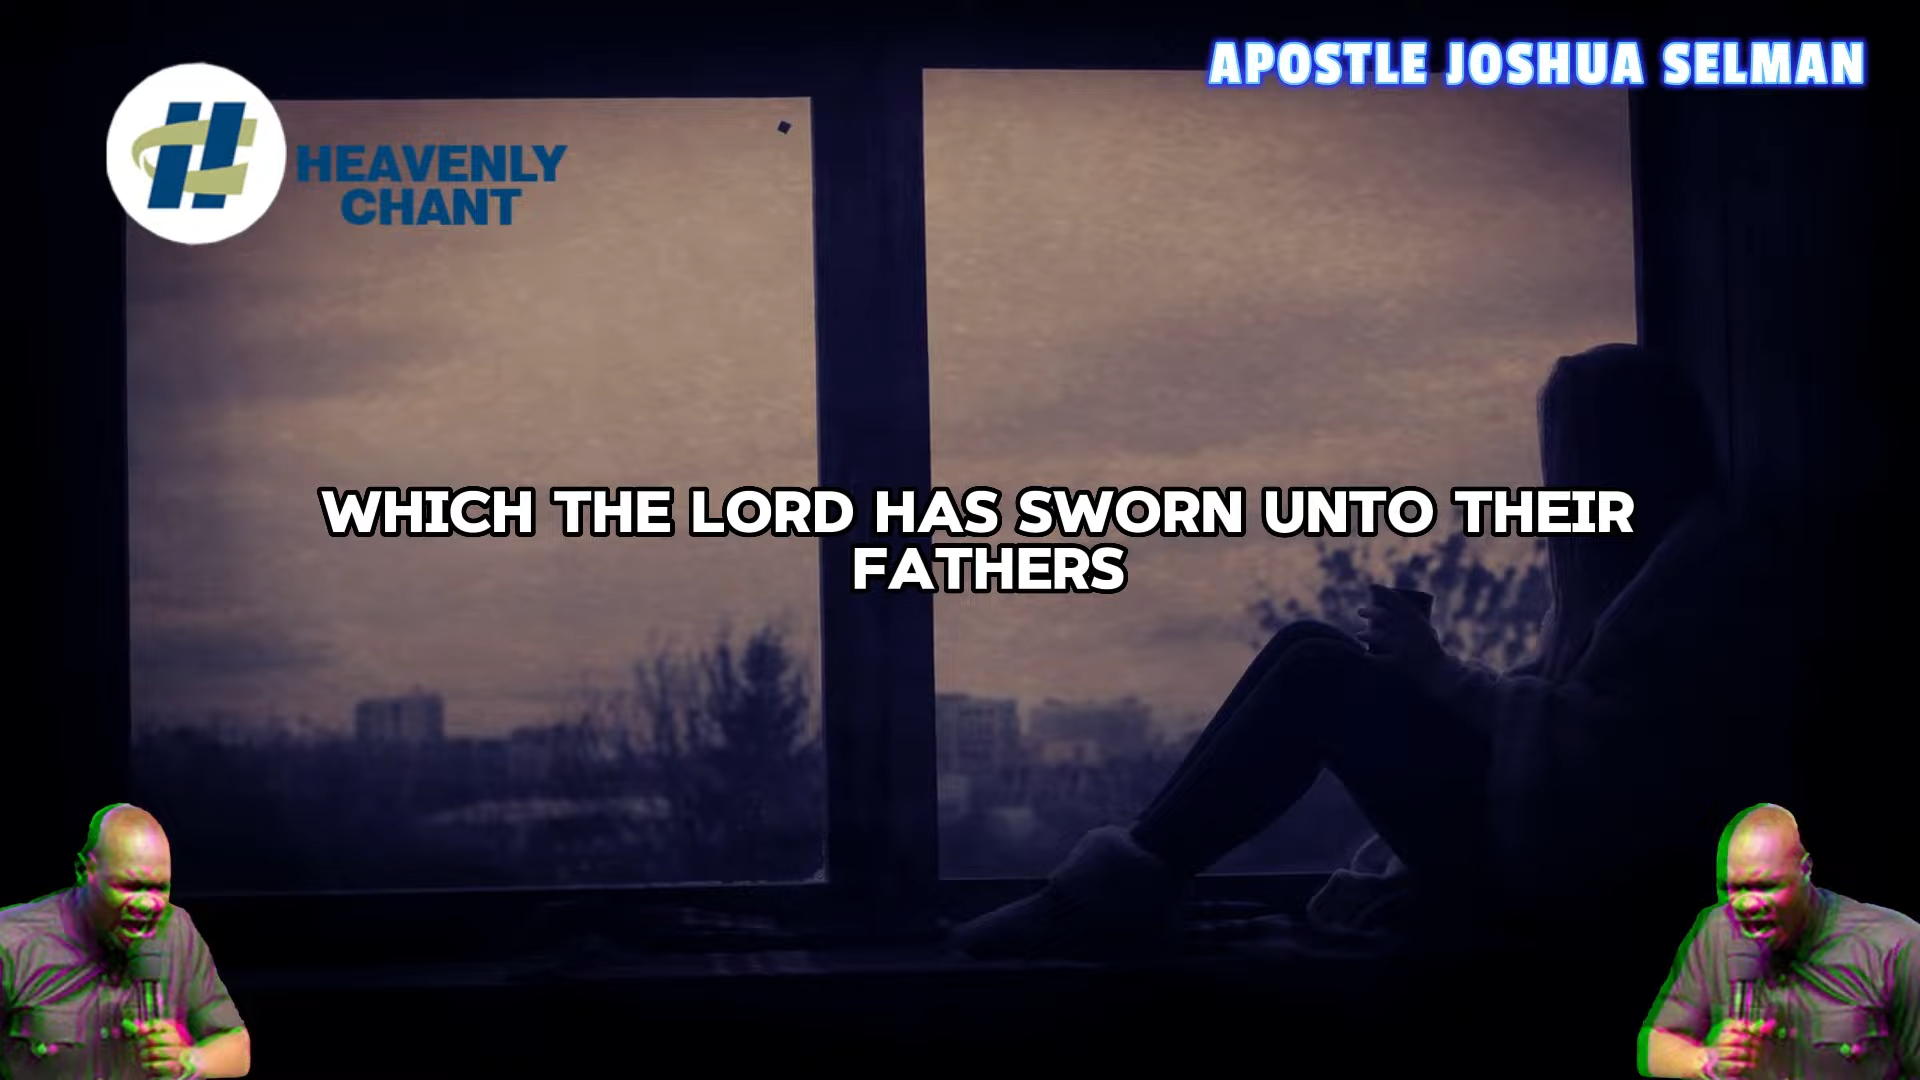 APOSTLE JOSHUA SELMAN
HEAVENLY
CHANT
WHICH THE LORD HAS SWORN UNTO THEIR
FATHERS